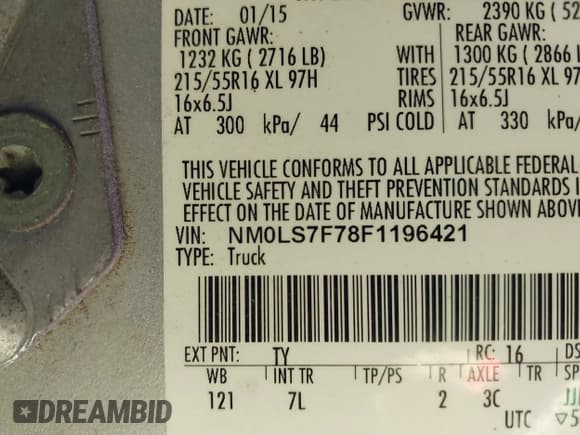 DATE: 01/15 GVWR: 2390 KG ( 52
FRONT GAWR: REAR GAWR:
1232 KG ( 2716 LB) WITH 1300 KG ( 2866
215/55R16 XL 97H TIRES 215/55R16 XL 97
16x6.5J RIMS 16x6.5J
AT 300 kPa/ 44 PSI COLD AT 330 kPa/
THIS VEHICLE CONFORMS TO ALL APPLICABLE FEDERAL
VEHICLE SAFETY AND THEFT PREVENTION STANDARDS I
EFFECT ON THE DATE OF MANUFACTURE SHOWN ABOV
VIN: NM0LS7F78F1196421
TYPE: Truck
EXT PNT: TY RC: 16 DS
WB INT TR TP/PS R AXLE TR SP
121 7L 2 3C
UTC ▽5
DREAMBID